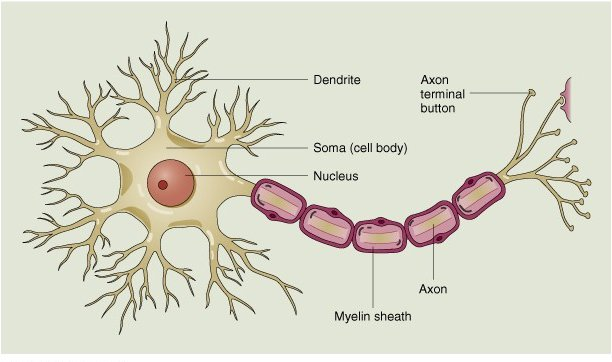 Dendrite
Axon
terminal
button
Soma (cell body)
Nucleus
Axon
Myelin sheath